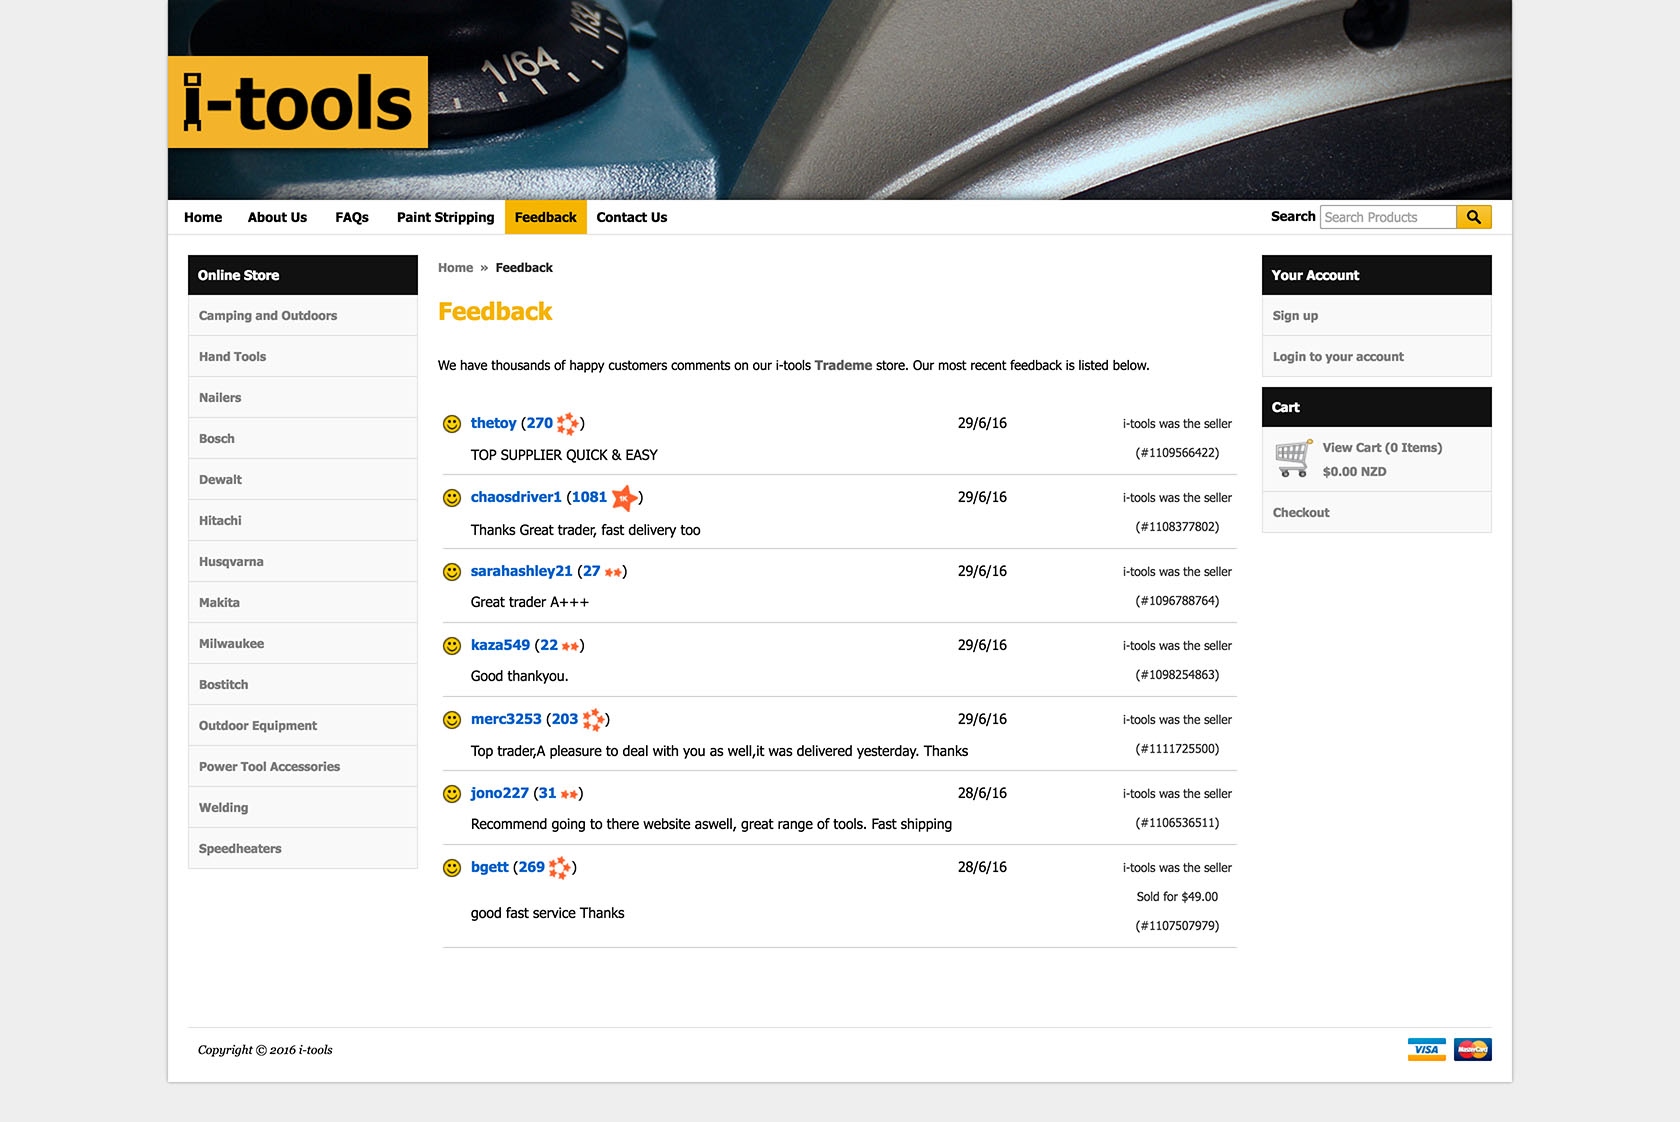 1/64
1/32
i-tools
Home About Us FAQs Paint Stripping Feedback Contact Us Search Search Products
Online Store
Camping and Outdoors
Hand Tools
Nailers
Bosch
Dewalt
Hitachi
Husqvarna
Makita
Milwaukee
Bostitch
Outdoor Equipment
Power Tool Accessories
Welding
Speedheaters
Home » Feedback
Feedback
We have thousands of happy customers comments on our i-tools Trademe store. Our most recent feedback is listed below.
thetoy (270) 29/6/16 i-tools was the seller
TOP SUPPLIER QUICK & EASY (#1109566422)
chaosdriver1 (1081 1K) 29/6/16 i-tools was the seller
Thanks Great trader, fast delivery too (#1108377802)
sarahashley21 (27) 29/6/16 i-tools was the seller
Great trader A+++ (#1096788764)
kaza549 (22) 29/6/16 i-tools was the seller
Good thankyou. (#1098254863)
merc3253 (203) 29/6/16 i-tools was the seller
Top trader,A pleasure to deal with you as well,it was delivered yesterday. Thanks (#1111725500)
jono227 (31) 28/6/16 i-tools was the seller
Recommend going to there website aswell, great range of tools. Fast shipping (#1106536511)
bgett (269) 28/6/16 i-tools was the seller
Sold for $49.00
good fast service Thanks
(#1107507979)
Your Account
Sign up
Login to your account
Cart
View Cart (0 Items)
$0.00 NZD
Checkout
Copyright © 2016 i-tools VISA MasterCard